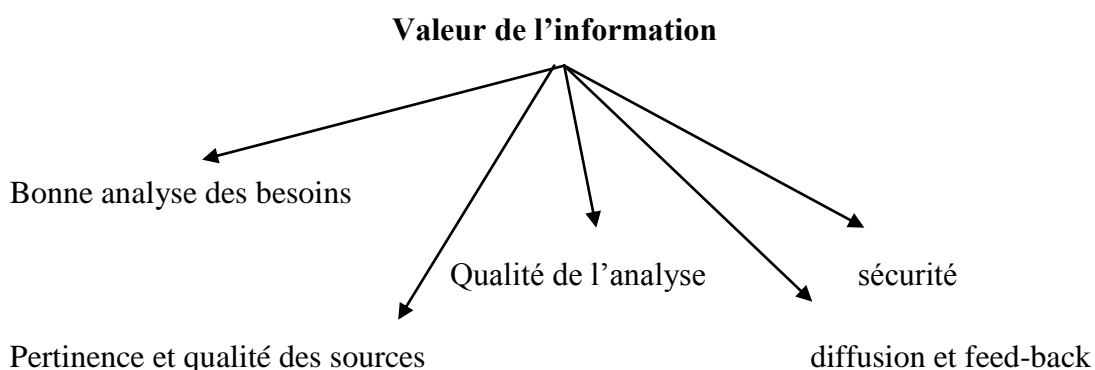 Valeur de l’information
Bonne analyse des besoins
Qualité de l’analyse
sécurité
Pertinence et qualité des sources
diffusion et feed-back